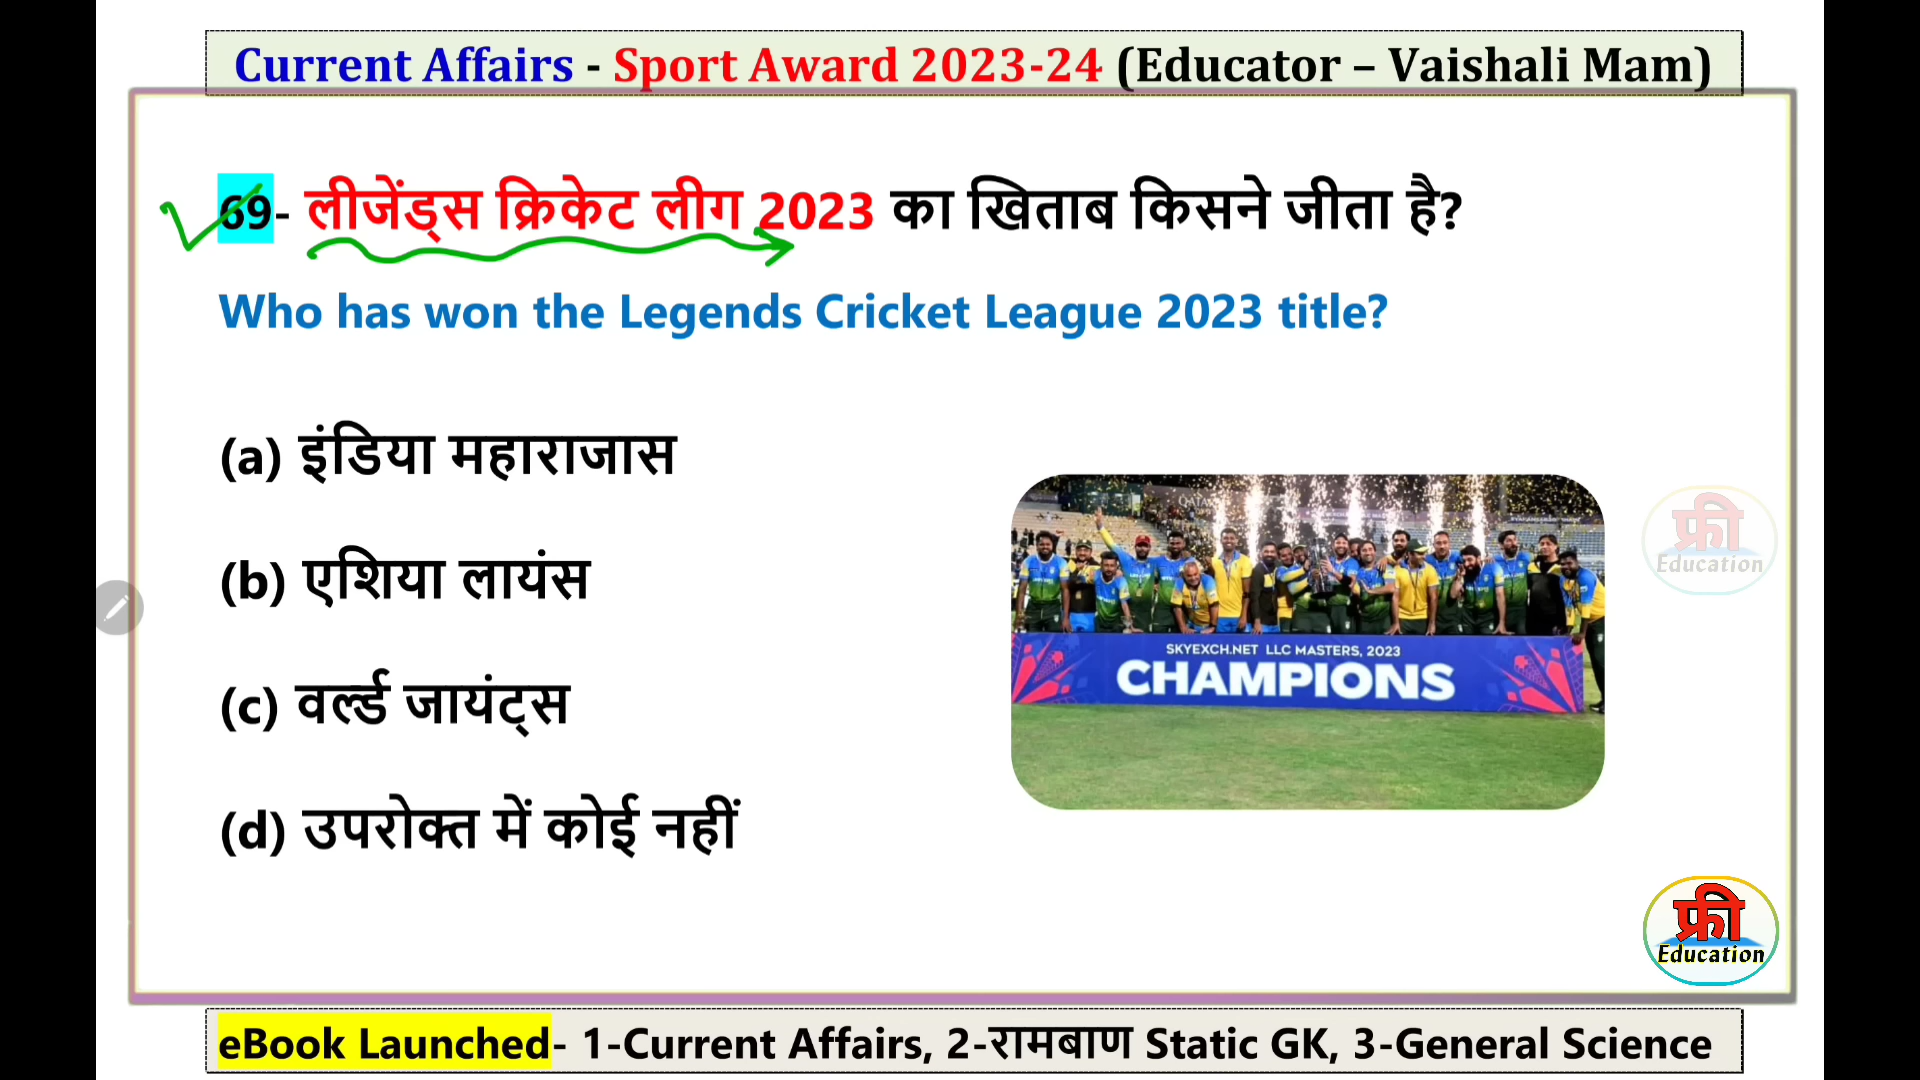 Current Affairs - Sport Award 2023-24 (Educator – Vaishali Mam)
69- लीजेंड्स क्रिकेट लीग 2023 का खिताब किसने जीता है?
Who has won the Legends Cricket League 2023 title?
(a) इंडिया महाराजास
(b) एशिया लायंस
(c) वर्ल्ड जायंट्स
(d) उपरोक्त में कोई नहीं
SKYEXCH.NET LLC MASTERS, 2023
CHAMPIONS
फ्री
Education
फ्री
Education
eBook Launched- 1-Current Affairs, 2-रामबाण Static GK, 3-General Science